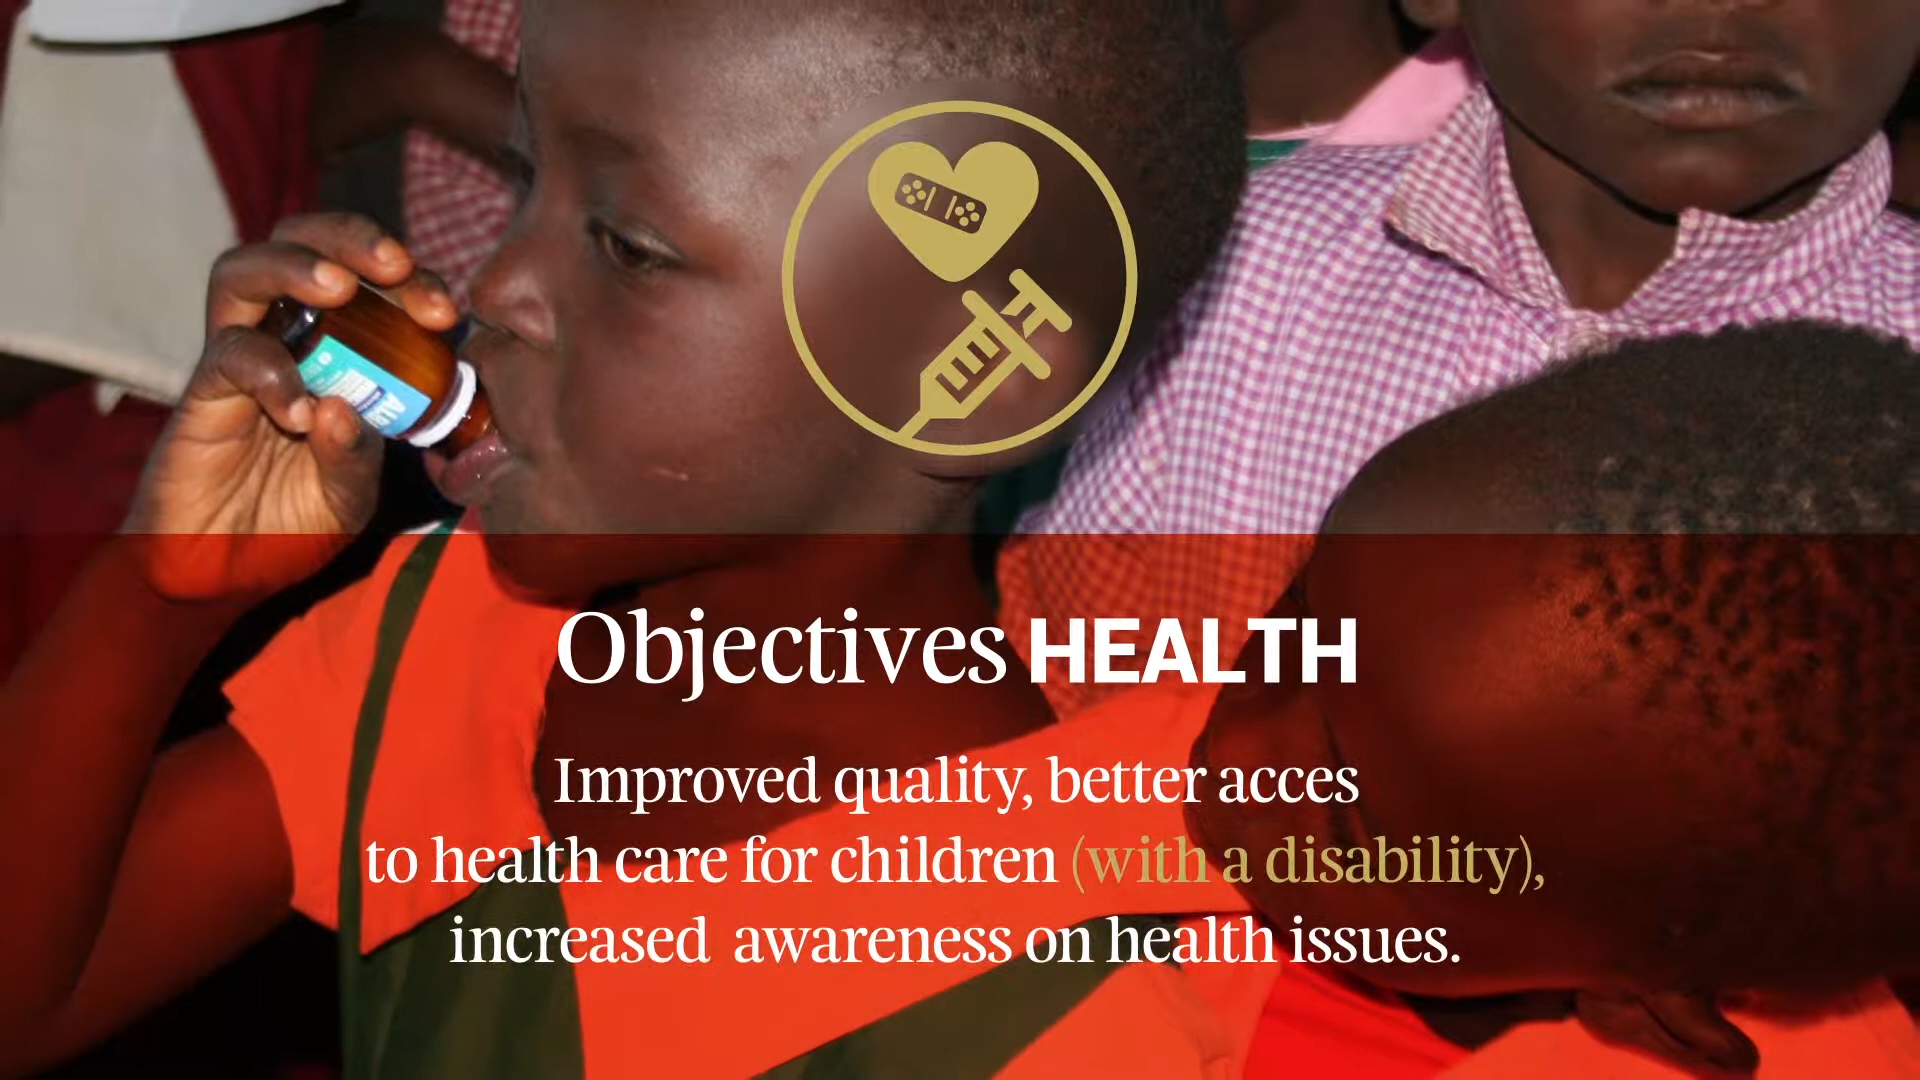 Objectives HEALTH
Improved quality, better acces
to health care for children (with a disability),
increased awareness on health issues.